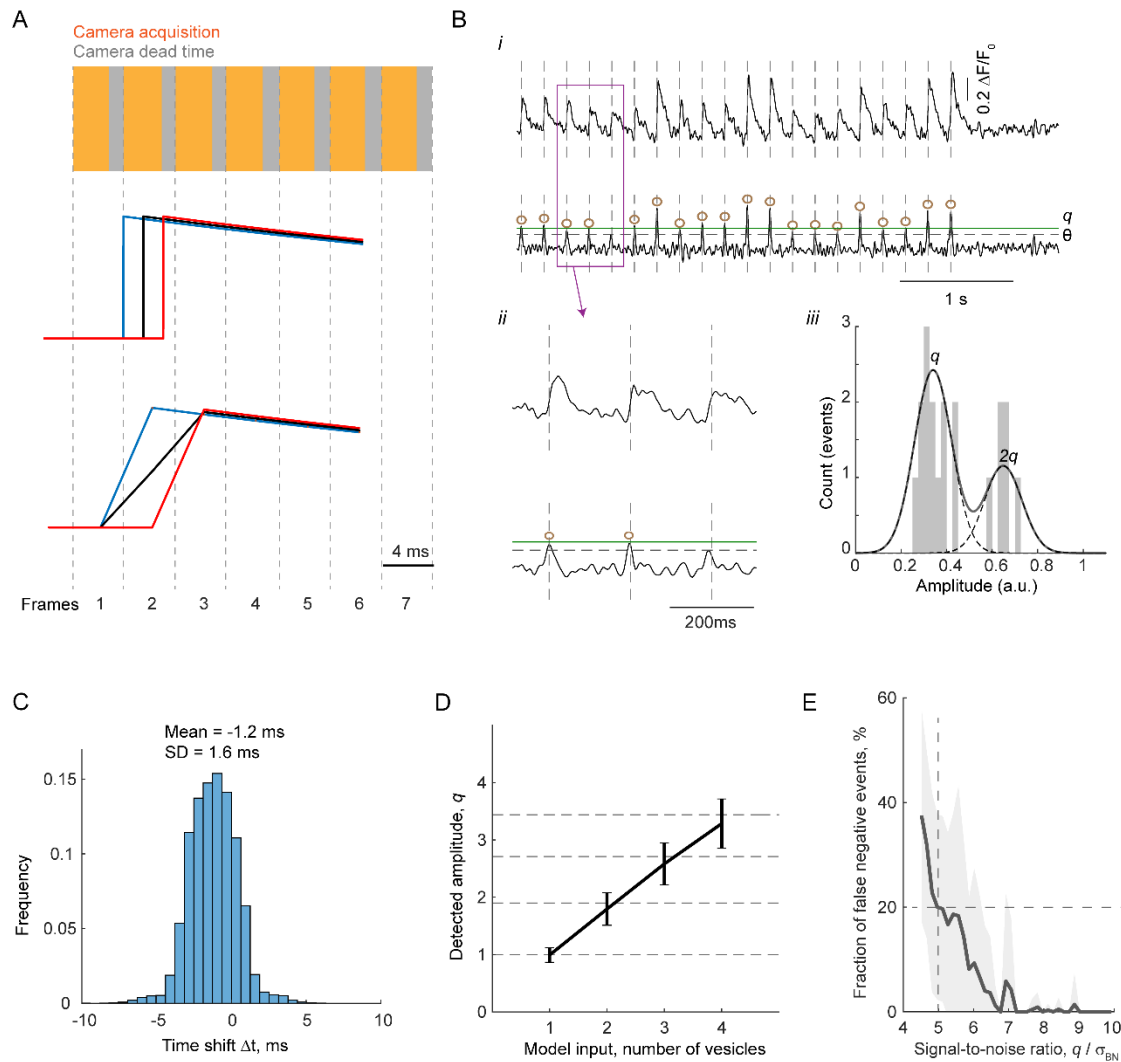 A
Camera acquisition
Camera dead time
4 ms
Frames 1 2 3 4 5 6 7
B
i
0.2 ΔF/F0
q
θ
1 s
ii
200ms
iii
3
2
1
0
Count (events)
q
2q
0 0.2 0.4 0.6 0.8 1
Amplitude (a.u.)
C
Mean = -1.2 ms
SD = 1.6 ms
0.15
0.1
0.05
0
Frequency
-10 -5 0 5 10
Time shift Δt, ms
D
4
3
2
1
0
Detected amplitude, q
1 2 3 4
Model input, number of vesicles
E
60
40
20
0
Fraction of false negative events, %
4 5 6 7 8 9 10
Signal-to-noise ratio, q / σBN